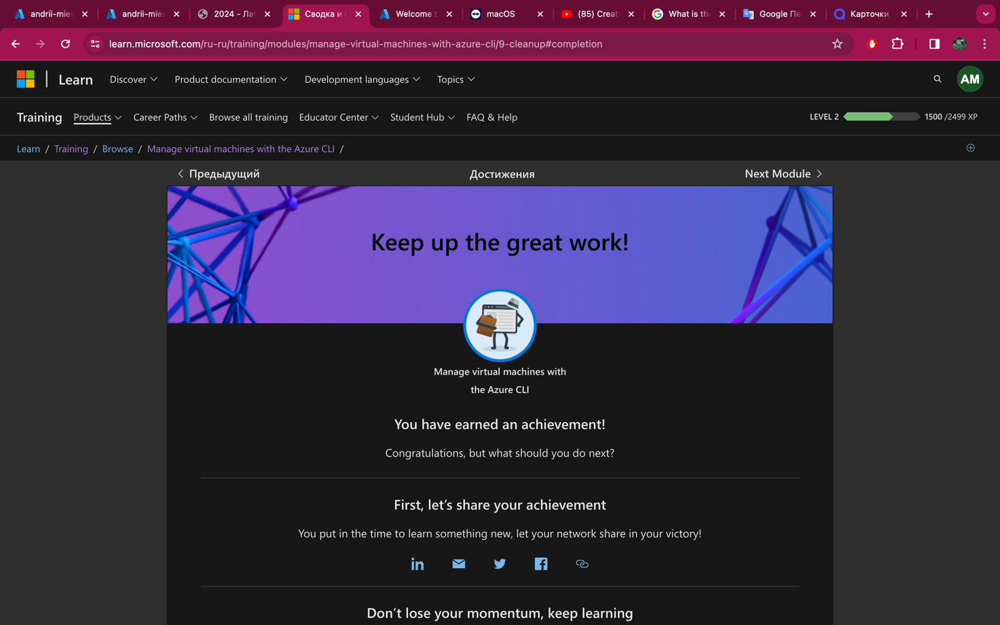 andrii-mies
andrii-mies
2024 – Лаб
Сводка и о
Welcome t
macOS
(85) Creati
What is the
Google Пе
Карточки
learn.microsoft.com/ru-ru/training/modules/manage-virtual-machines-with-azure-cli/9-cleanup#completion
Learn Discover Product documentation Development languages Topics AM
Training Products Career Paths Browse all training Educator Center Student Hub FAQ & Help LEVEL 2 1500 /2499 XP
Learn / Training / Browse / Manage virtual machines with the Azure CLI /
Предыдущий Достижения Next Module
Keep up the great work!
Manage virtual machines with
the Azure CLI
You have earned an achievement!
Congratulations, but what should you do next?
First, let’s share your achievement
You put in the time to learn something new, let your network share in your victory!
Don’t lose your momentum, keep learning